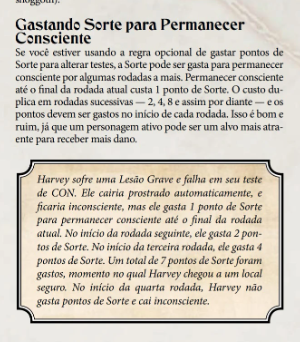 shoggoth).
Gastando Sorte para Permanecer
Consciente
Se você estiver usando a regra opcional de gastar pontos de
Sorte para alterar testes, a Sorte pode ser gasta para permanecer
consciente por algumas rodadas a mais. Permanecer consciente
até o final da rodada atual custa 1 ponto de Sorte. O custo du-
plica em rodadas sucessivas — 2, 4, 8 e assim por diante — e os
pontos devem ser gastos no início de cada rodada. Isso é bom e
ruim, já que um personagem ativo pode ser um alvo mais atra-
ente para receber mais dano.
Harvey sofre uma Lesão Grave e falha em seu teste
de CON. Ele cairia prostrado automaticamente, e
ficaria inconsciente, mas ele gasta 1 ponto de Sorte
para permanecer consciente até o final da rodada
atual. No início da rodada seguinte, ele gasta 2 pon-
tos de Sorte. No início da terceira rodada, ele gasta 4
pontos de Sorte. Um total de 7 pontos de Sorte foram
gastos, momento no qual Harvey chegou a um local
seguro. No início da quarta rodada, Harvey não
gasta pontos de Sorte e cai inconsciente.